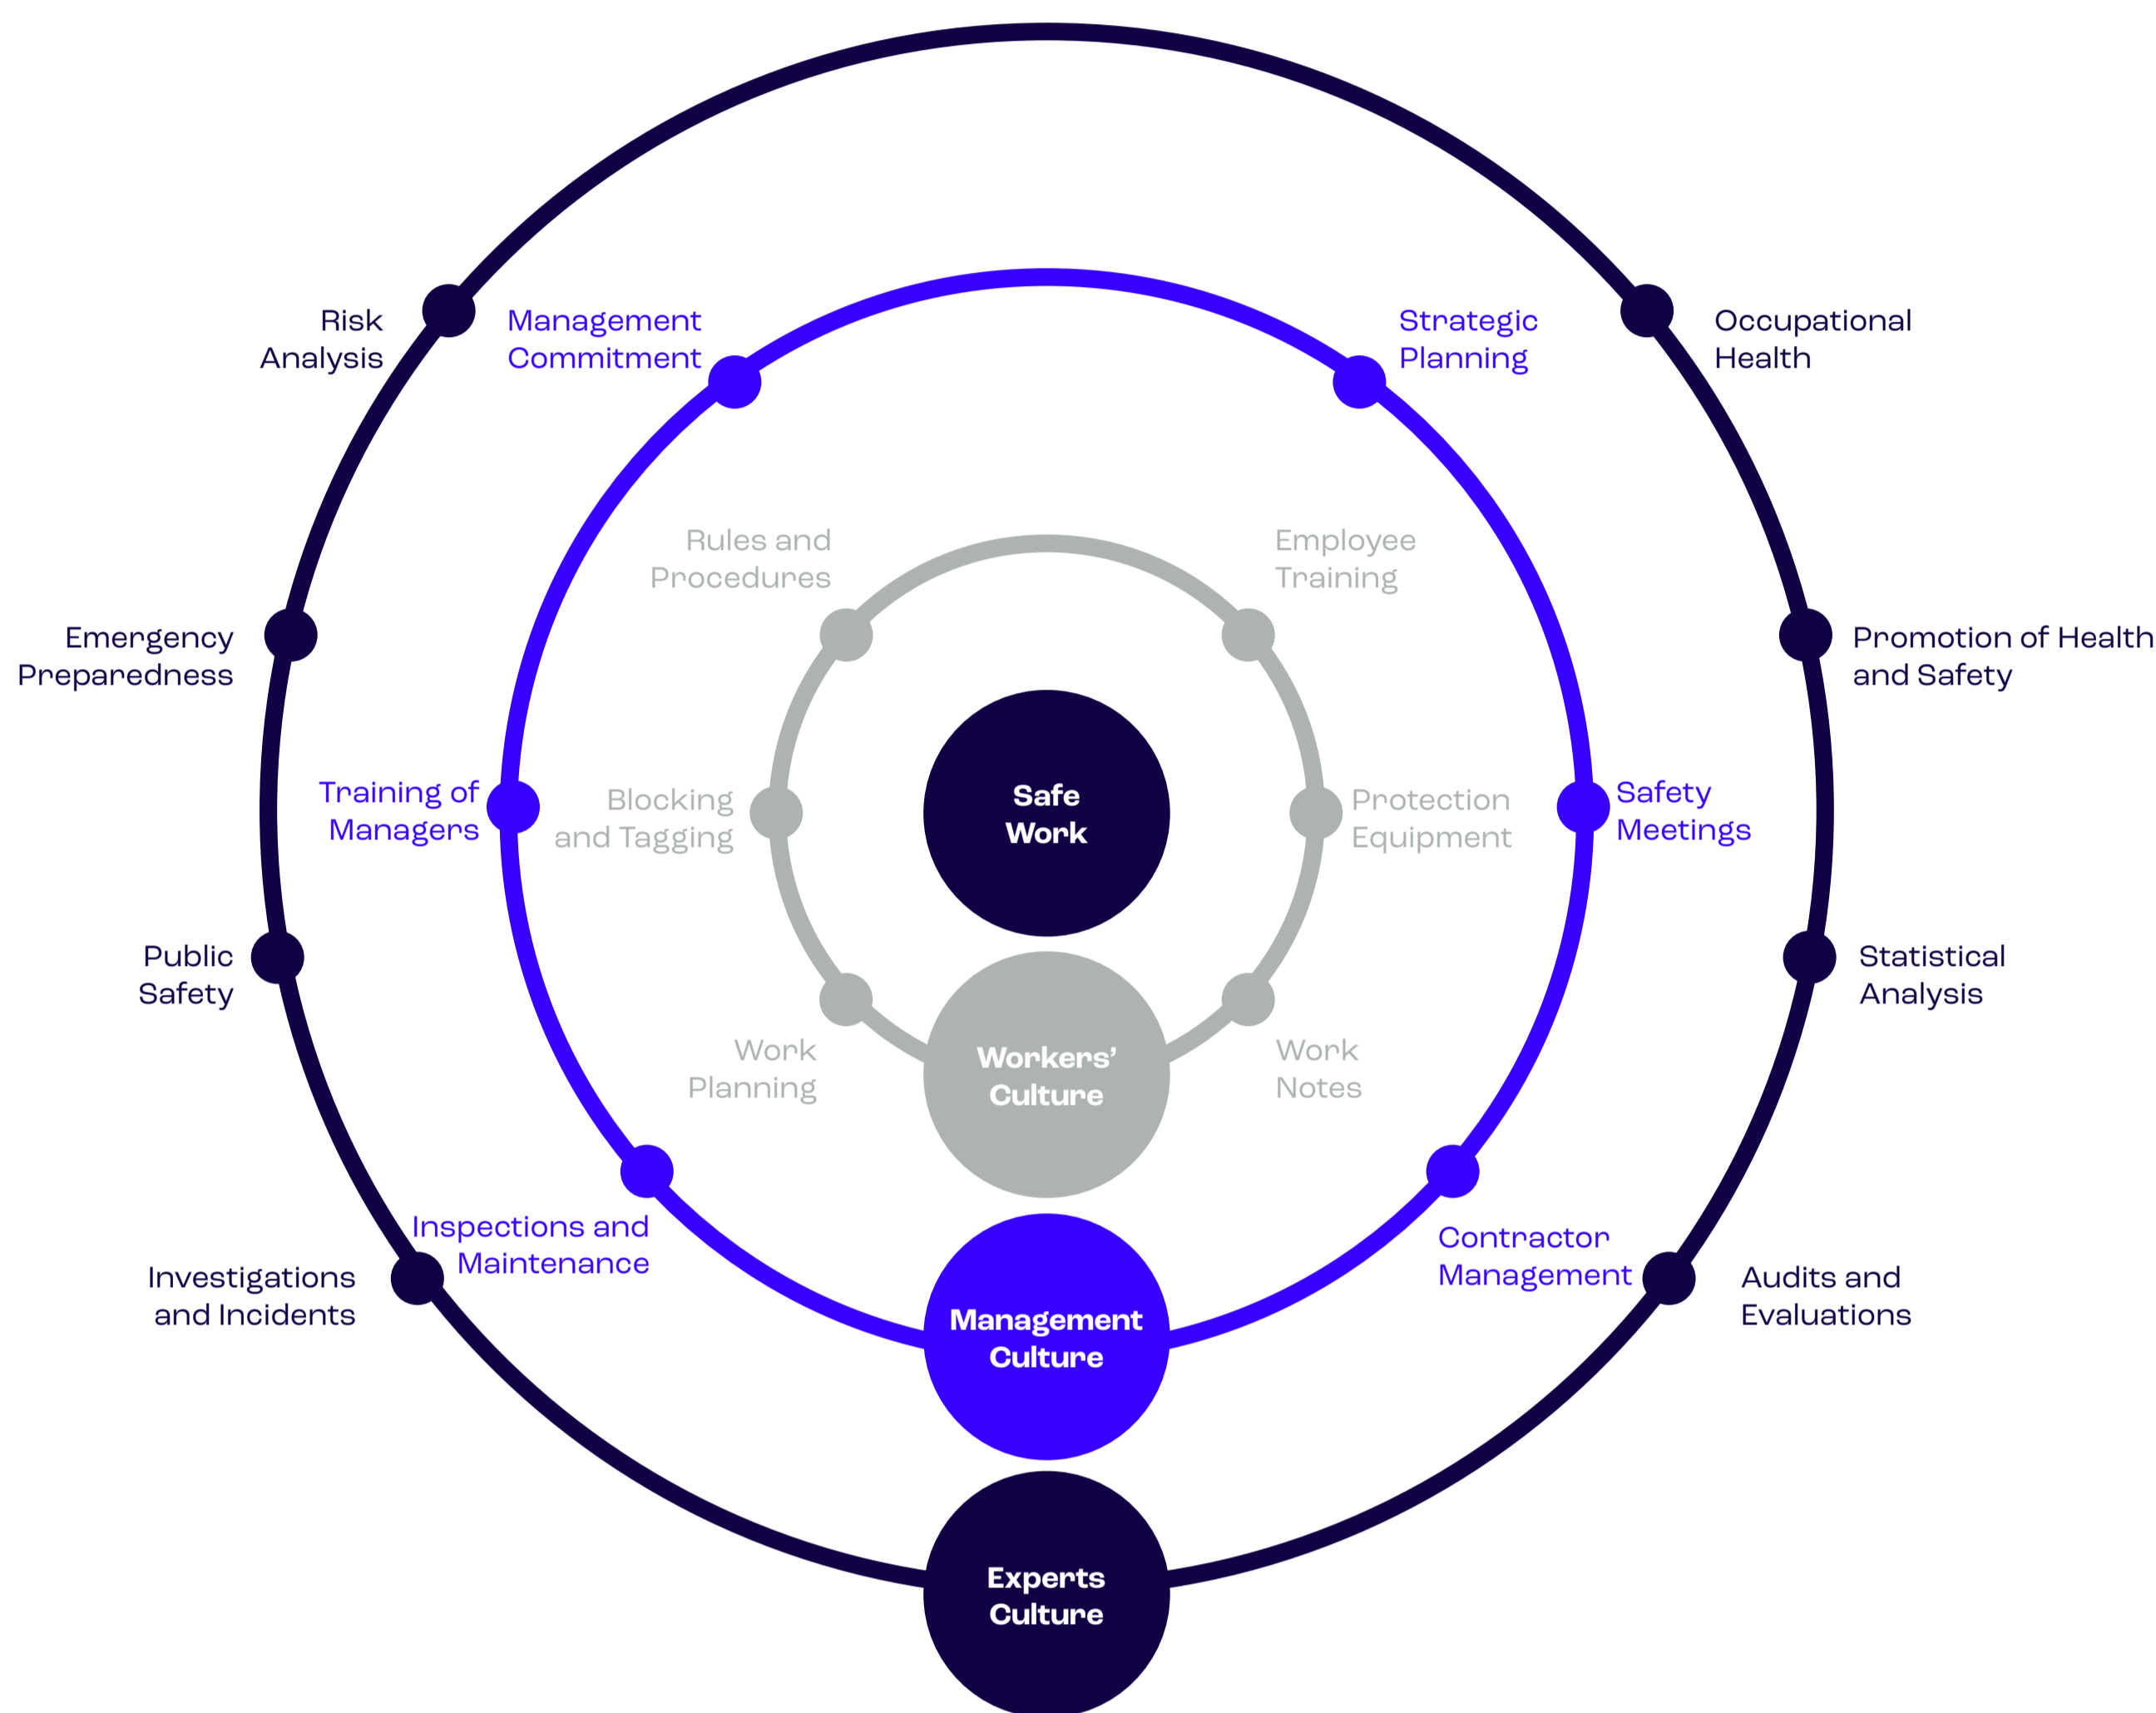 Risk
Analysis
Management
Commitment
Strategic
Planning
Occupational
Health
Rules and
Procedures
Employee
Training
Emergency
Preparedness
Promotion of Health
and Safety
Training of
Managers
Blocking
and Tagging
Safe
Work
Protection
Equipment
Safety
Meetings
Public
Safety
Statistical
Analysis
Work
Planning
Workers’
Culture
Work
Notes
Inspections and
Maintenance
Contractor
Management
Investigations
and Incidents
Audits and
Evaluations
Management
Culture
Experts
Culture